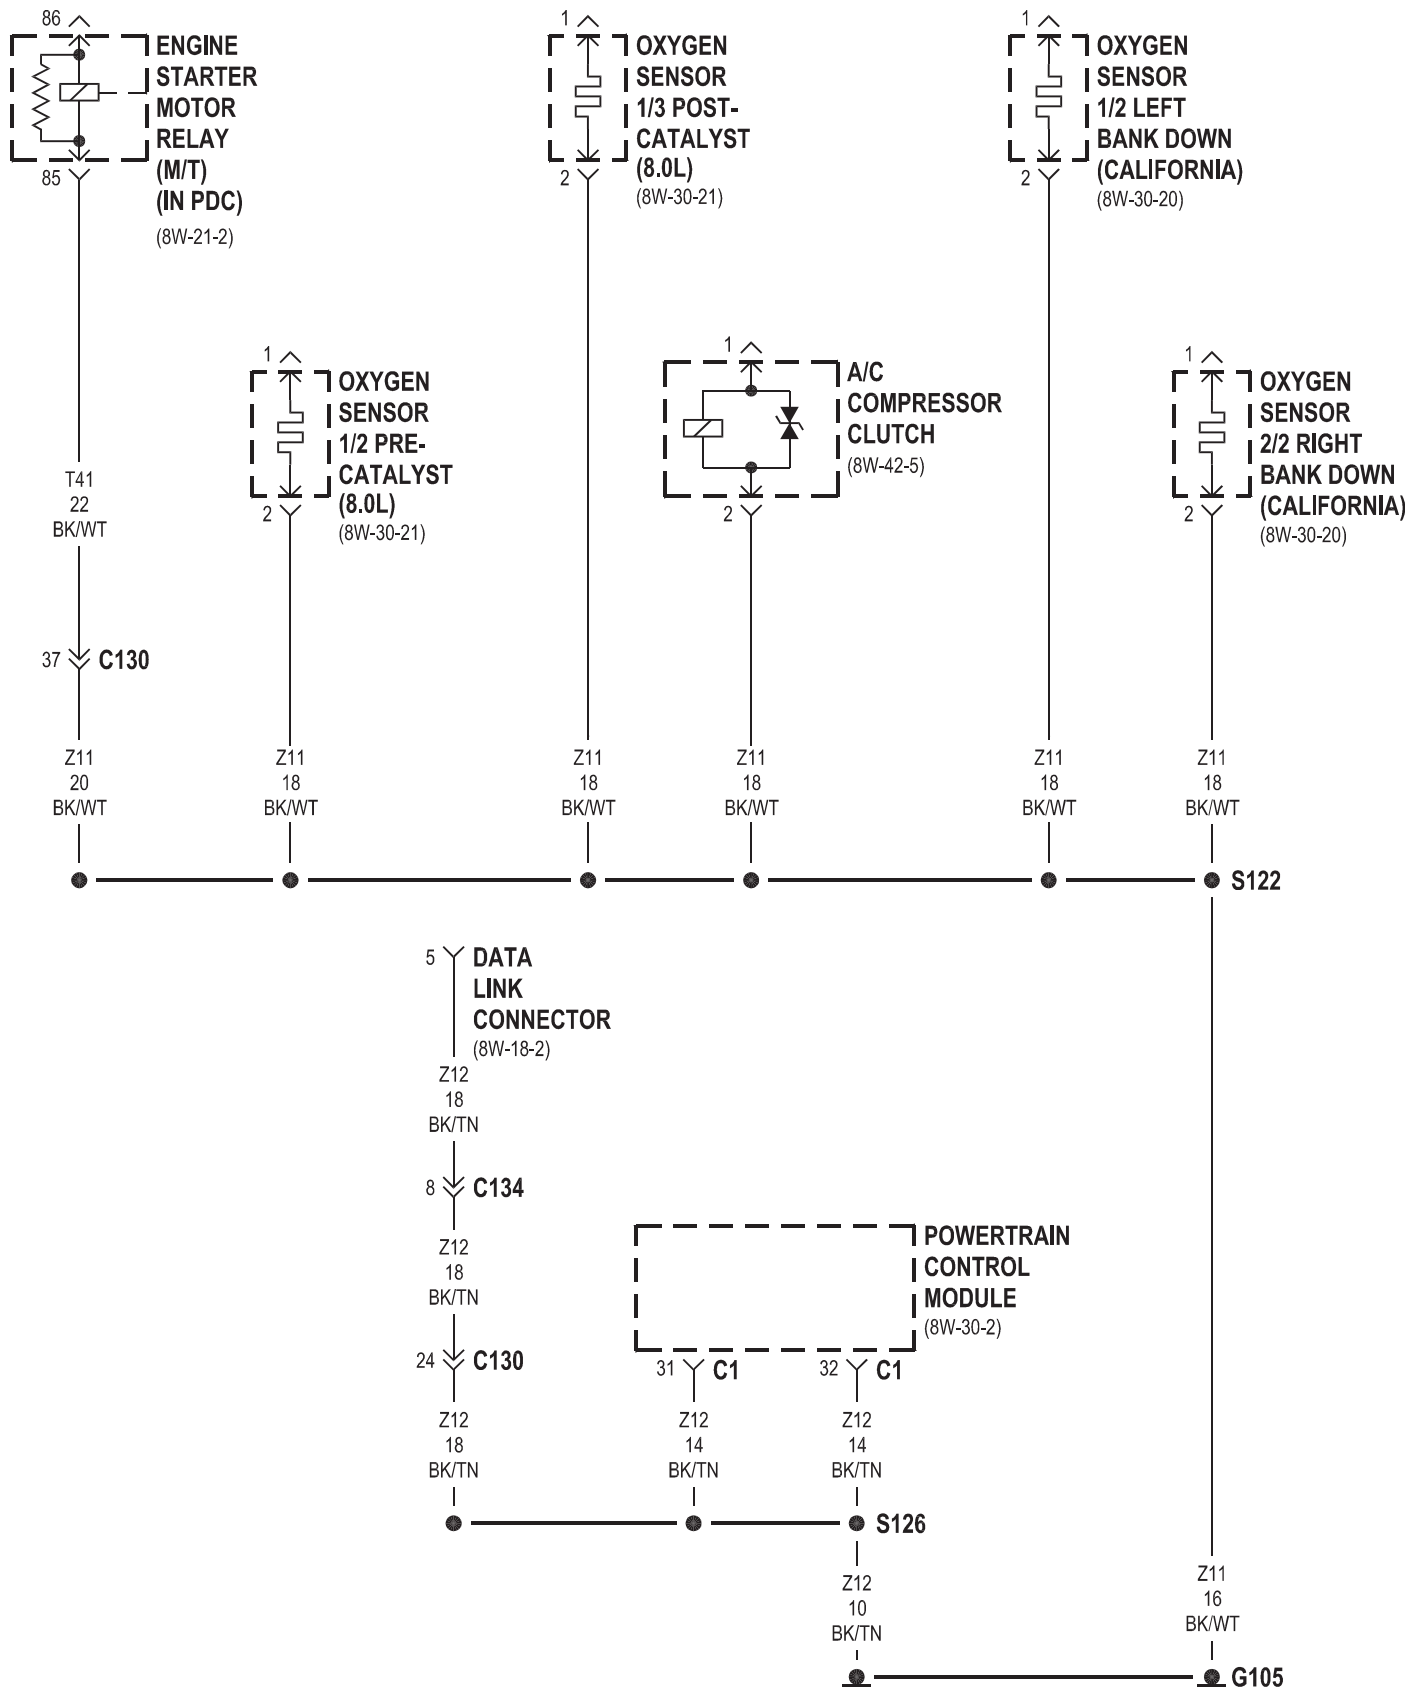 86
ENGINE
STARTER
MOTOR
RELAY
(M/T)
(IN PDC)
(8W-21-2)
85
1
OXYGEN
SENSOR
1/3 POST-
CATALYST
(8.0L)
(8W-30-21)
2
1
OXYGEN
SENSOR
1/2 LEFT
BANK DOWN
(CALIFORNIA)
(8W-30-20)
2
1
OXYGEN
SENSOR
1/2 PRE-
CATALYST
(8.0L)
(8W-30-21)
2
1
A/C
COMPRESSOR
CLUTCH
(8W-42-5)
2
1
OXYGEN
SENSOR
2/2 RIGHT
BANK DOWN
(CALIFORNIA)
(8W-30-20)
2
T41
22
BK/WT
37 C130
Z11
20
BK/WT
Z11
18
BK/WT
Z11
18
BK/WT
Z11
18
BK/WT
Z11
18
BK/WT
Z11
18
BK/WT
S122
5 DATA
LINK
CONNECTOR
(8W-18-2)
Z12
18
BK/TN
8 C134
Z12
18
BK/TN
24 C130
Z12
18
BK/TN
POWERTRAIN
CONTROL
MODULE
(8W-30-2)
31 C1
32 C1
Z12
14
BK/TN
Z12
14
BK/TN
S126
Z12
10
BK/TN
Z11
16
BK/WT
G105